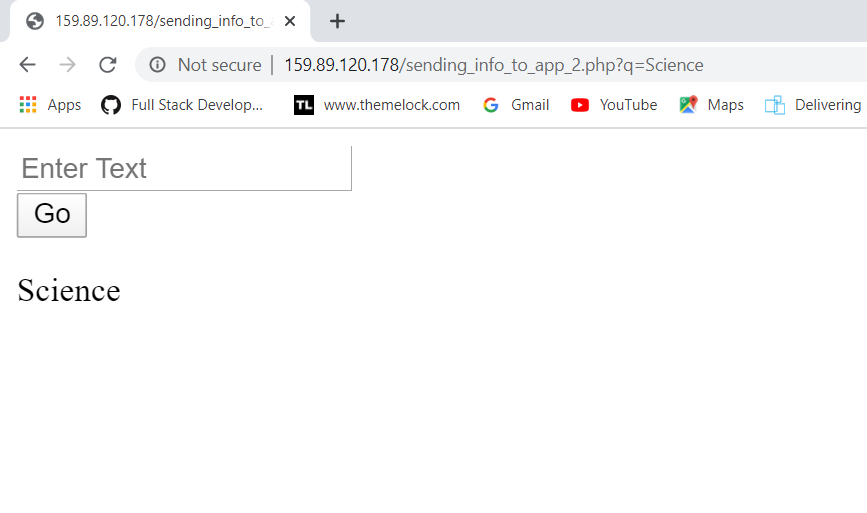 159.89.120.178/sending_info_to_
Not secure | 159.89.120.178/sending_info_to_app_2.php?q=Science
Apps Full Stack Develop... TL www.themelock.com Gmail YouTube Maps Delivering
Enter Text
Go
Science